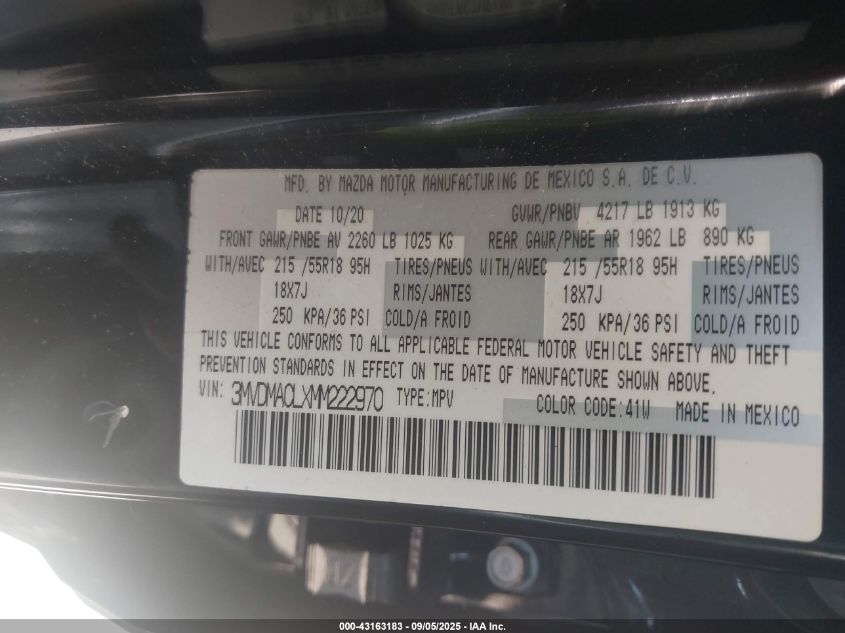 MFD. BY MAZDA MOTOR MANUFACTURING DE MEXICO S.A. DE C.V.
DATE 10/20 GVWR/PNBV 4217 LB 1913 KG
FRONT GAWR/PNBE AV 2260 LB 1025 KG REAR GAWR/PNBE AR 1962 LB 890 KG
WITH/AVEC 215 /55R18 95H TIRES/PNEUS WITH/AVEC 215 /55R18 95H TIRES/PNEUS
18X7J RIMS/JANTES 18X7J RIMS/JANTES
250 KPA/36 PSI COLD/A FROID 250 KPA/36 PSI COLD/A FROID
THIS VEHICLE CONFORMS TO ALL APPLICABLE FEDERAL MOTOR VEHICLE SAFETY AND THEFT
PREVENTION STANDARDS IN EFFECT ON THE DATE OF MANUFACTURE SHOWN ABOVE.
VIN: 3MVDMACLXMM222970 TYPE:MPV COLOR CODE:41W MADE IN MEXICO
000-43163183 - 09/05/2025 - IAA Inc.